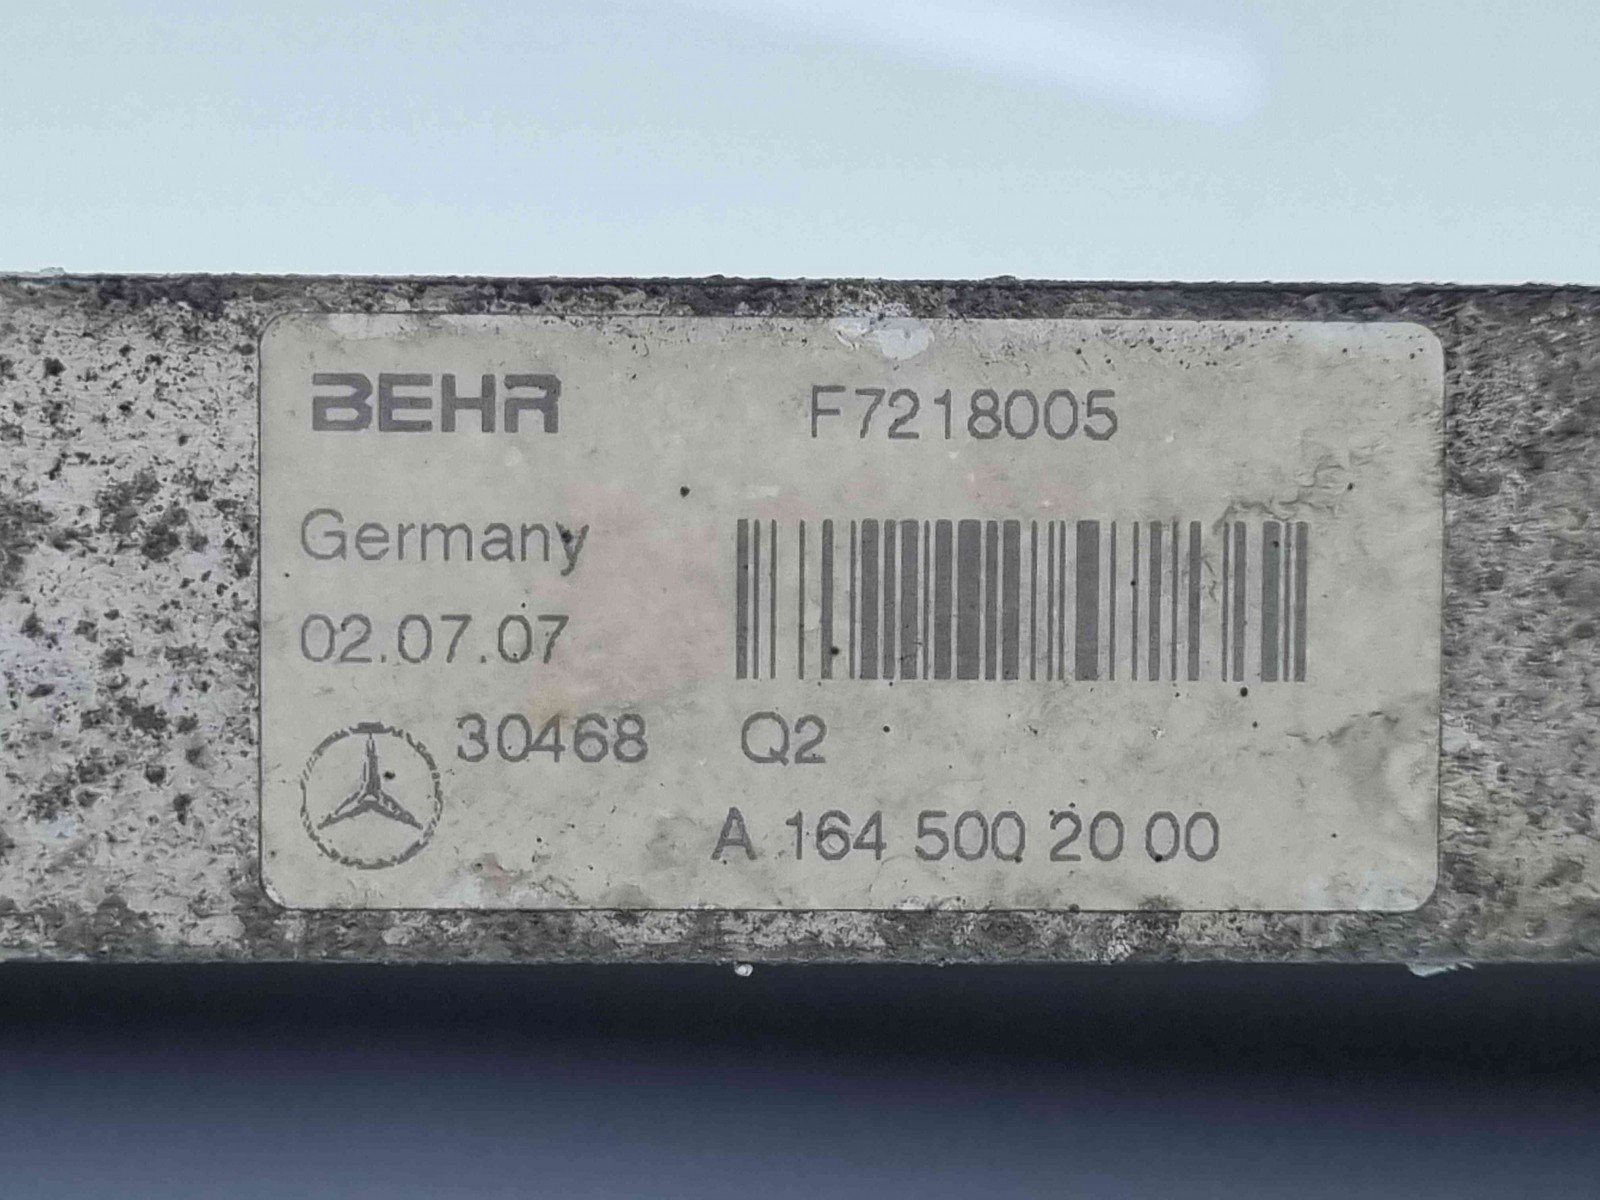 BEHR F7218005
Germany
02.07.07
30468 Q2
A 164 500 20 00